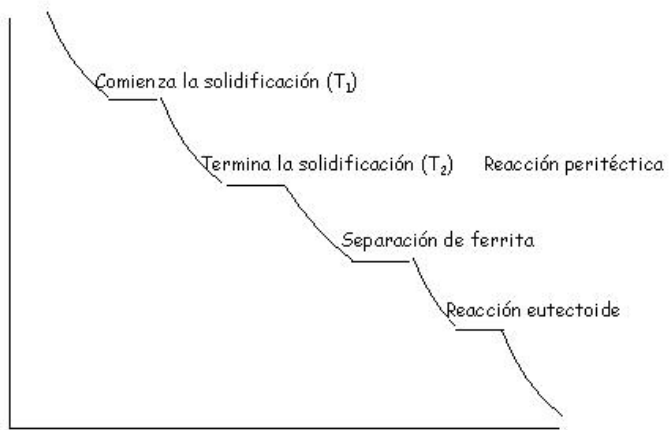 Comienza la solidificación (T₁)
Termina la solidificación (T₂) Reacción peritéctica
Separación de ferrita
Reacción eutectoide